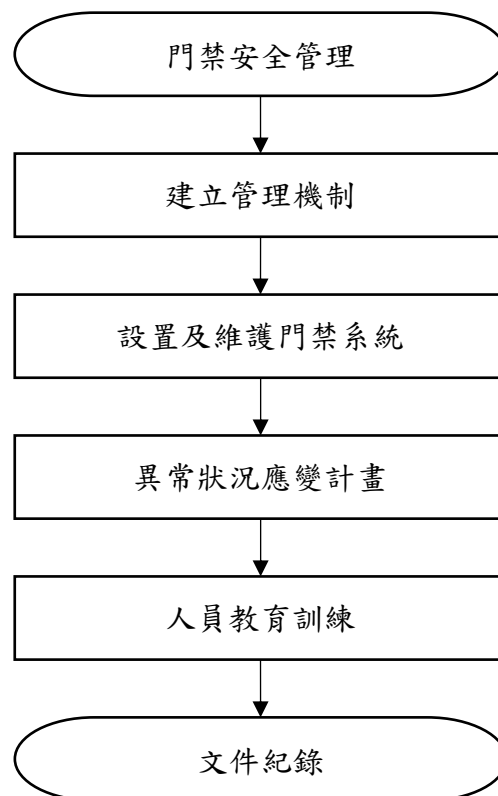 門禁安全管理
建立管理機制
設置及維護門禁系統
異常狀況應變計畫
人員教育訓練
文件紀錄